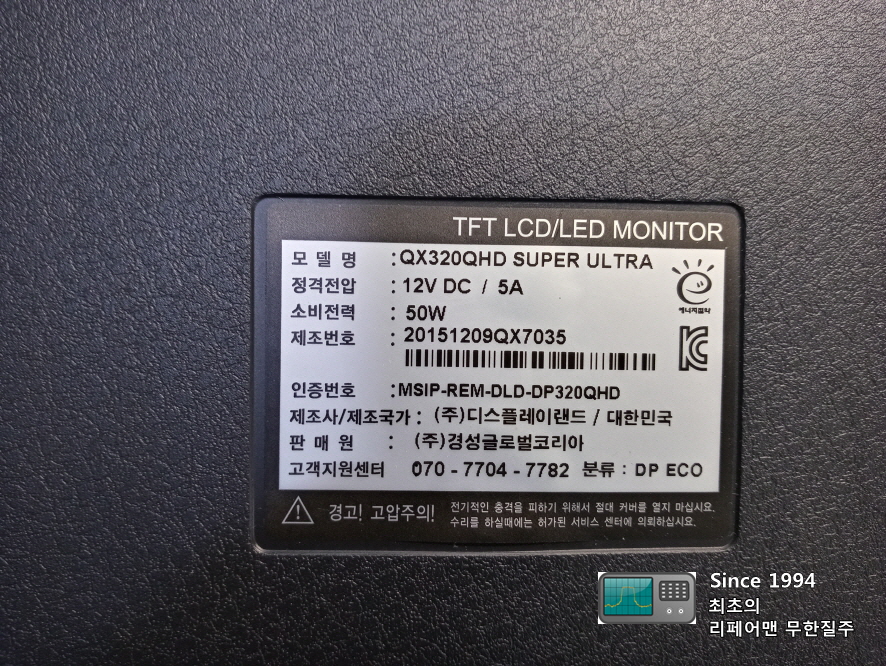 TFT LCD/LED MONITOR
모 델 명 : QX320QHD SUPER ULTRA
정격전압 : 12V DC / 5A
소비전력 : 50W
제조번호 : 20151209QX7035
에너지절약
인증번호 : MSIP-REM-DLD-DP320QHD
제조사/제조국가 : (주)디스플레이랜드 / 대한민국
판 매 원 : (주)경성글로벌코리아
고객지원센터 070 - 7704 - 7782 분류 : DP ECO
경고! 고압주의! 전기적인 충격을 피하기 위해서 절대 커버를 열지 마십시요.
수리를 하실때에는 허가된 서비스 센터에 의뢰하십시요.
Since 1994
최초의
리페어맨 무한질주